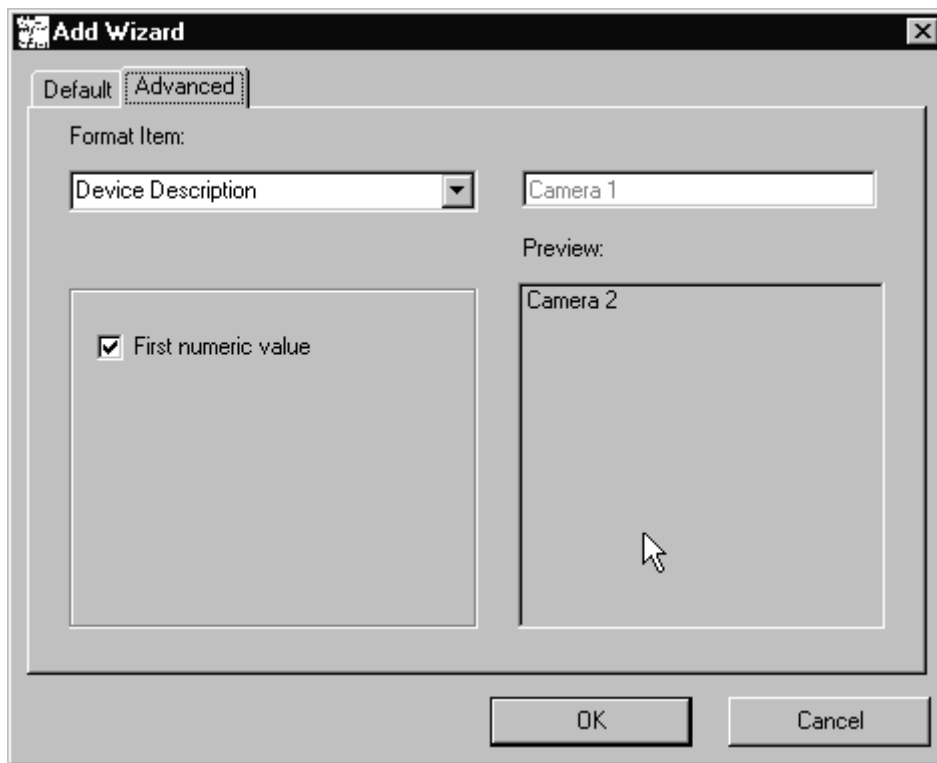 Add Wizard
Default
Advanced
Format Item:
Device Description
Camera 1
Preview:
First numeric value
Camera 2
OK
Cancel